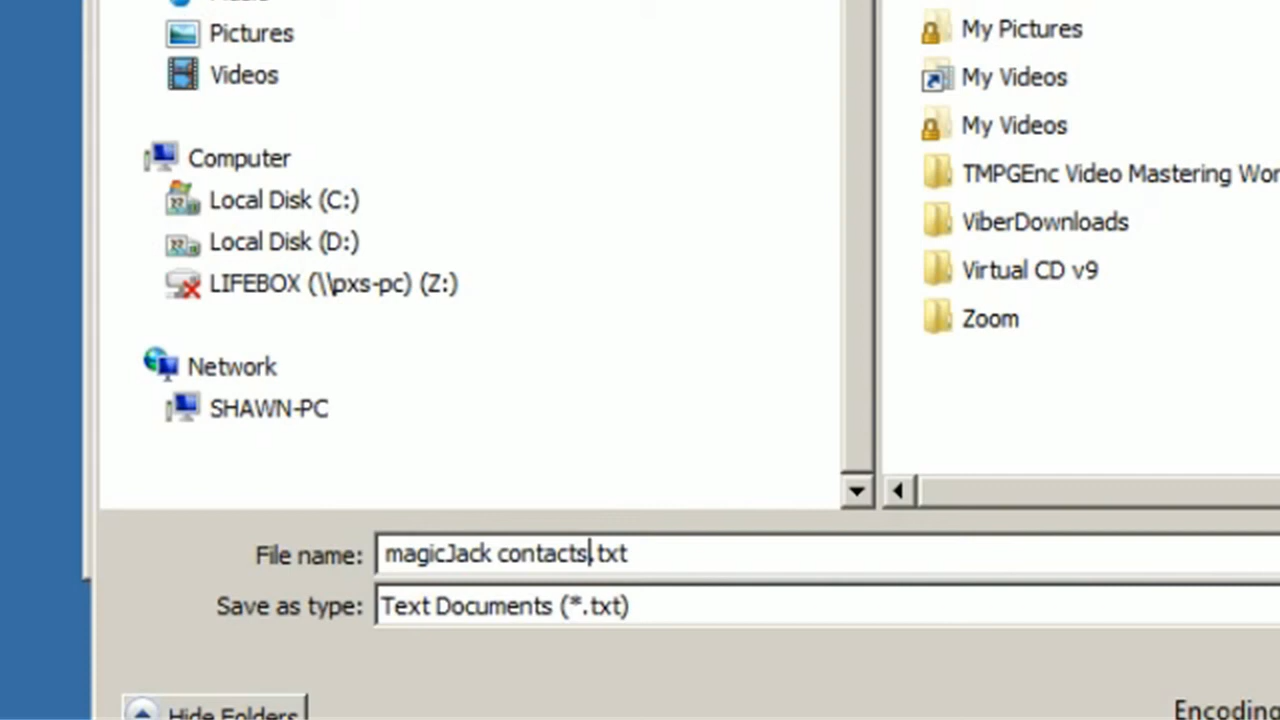 Pictures
Videos
Computer
Local Disk (C:)
Local Disk (D:)
LIFEBOX (\\pxs-pc) (Z:)
Network
SHAWN-PC
My Pictures
My Videos
My Videos
TMPGEnc Video Mastering Wor
ViberDownloads
Virtual CD v9
Zoom
File name: magicJack contacts.txt
Save as type: Text Documents (*.txt)
Hide Folders
Encoding